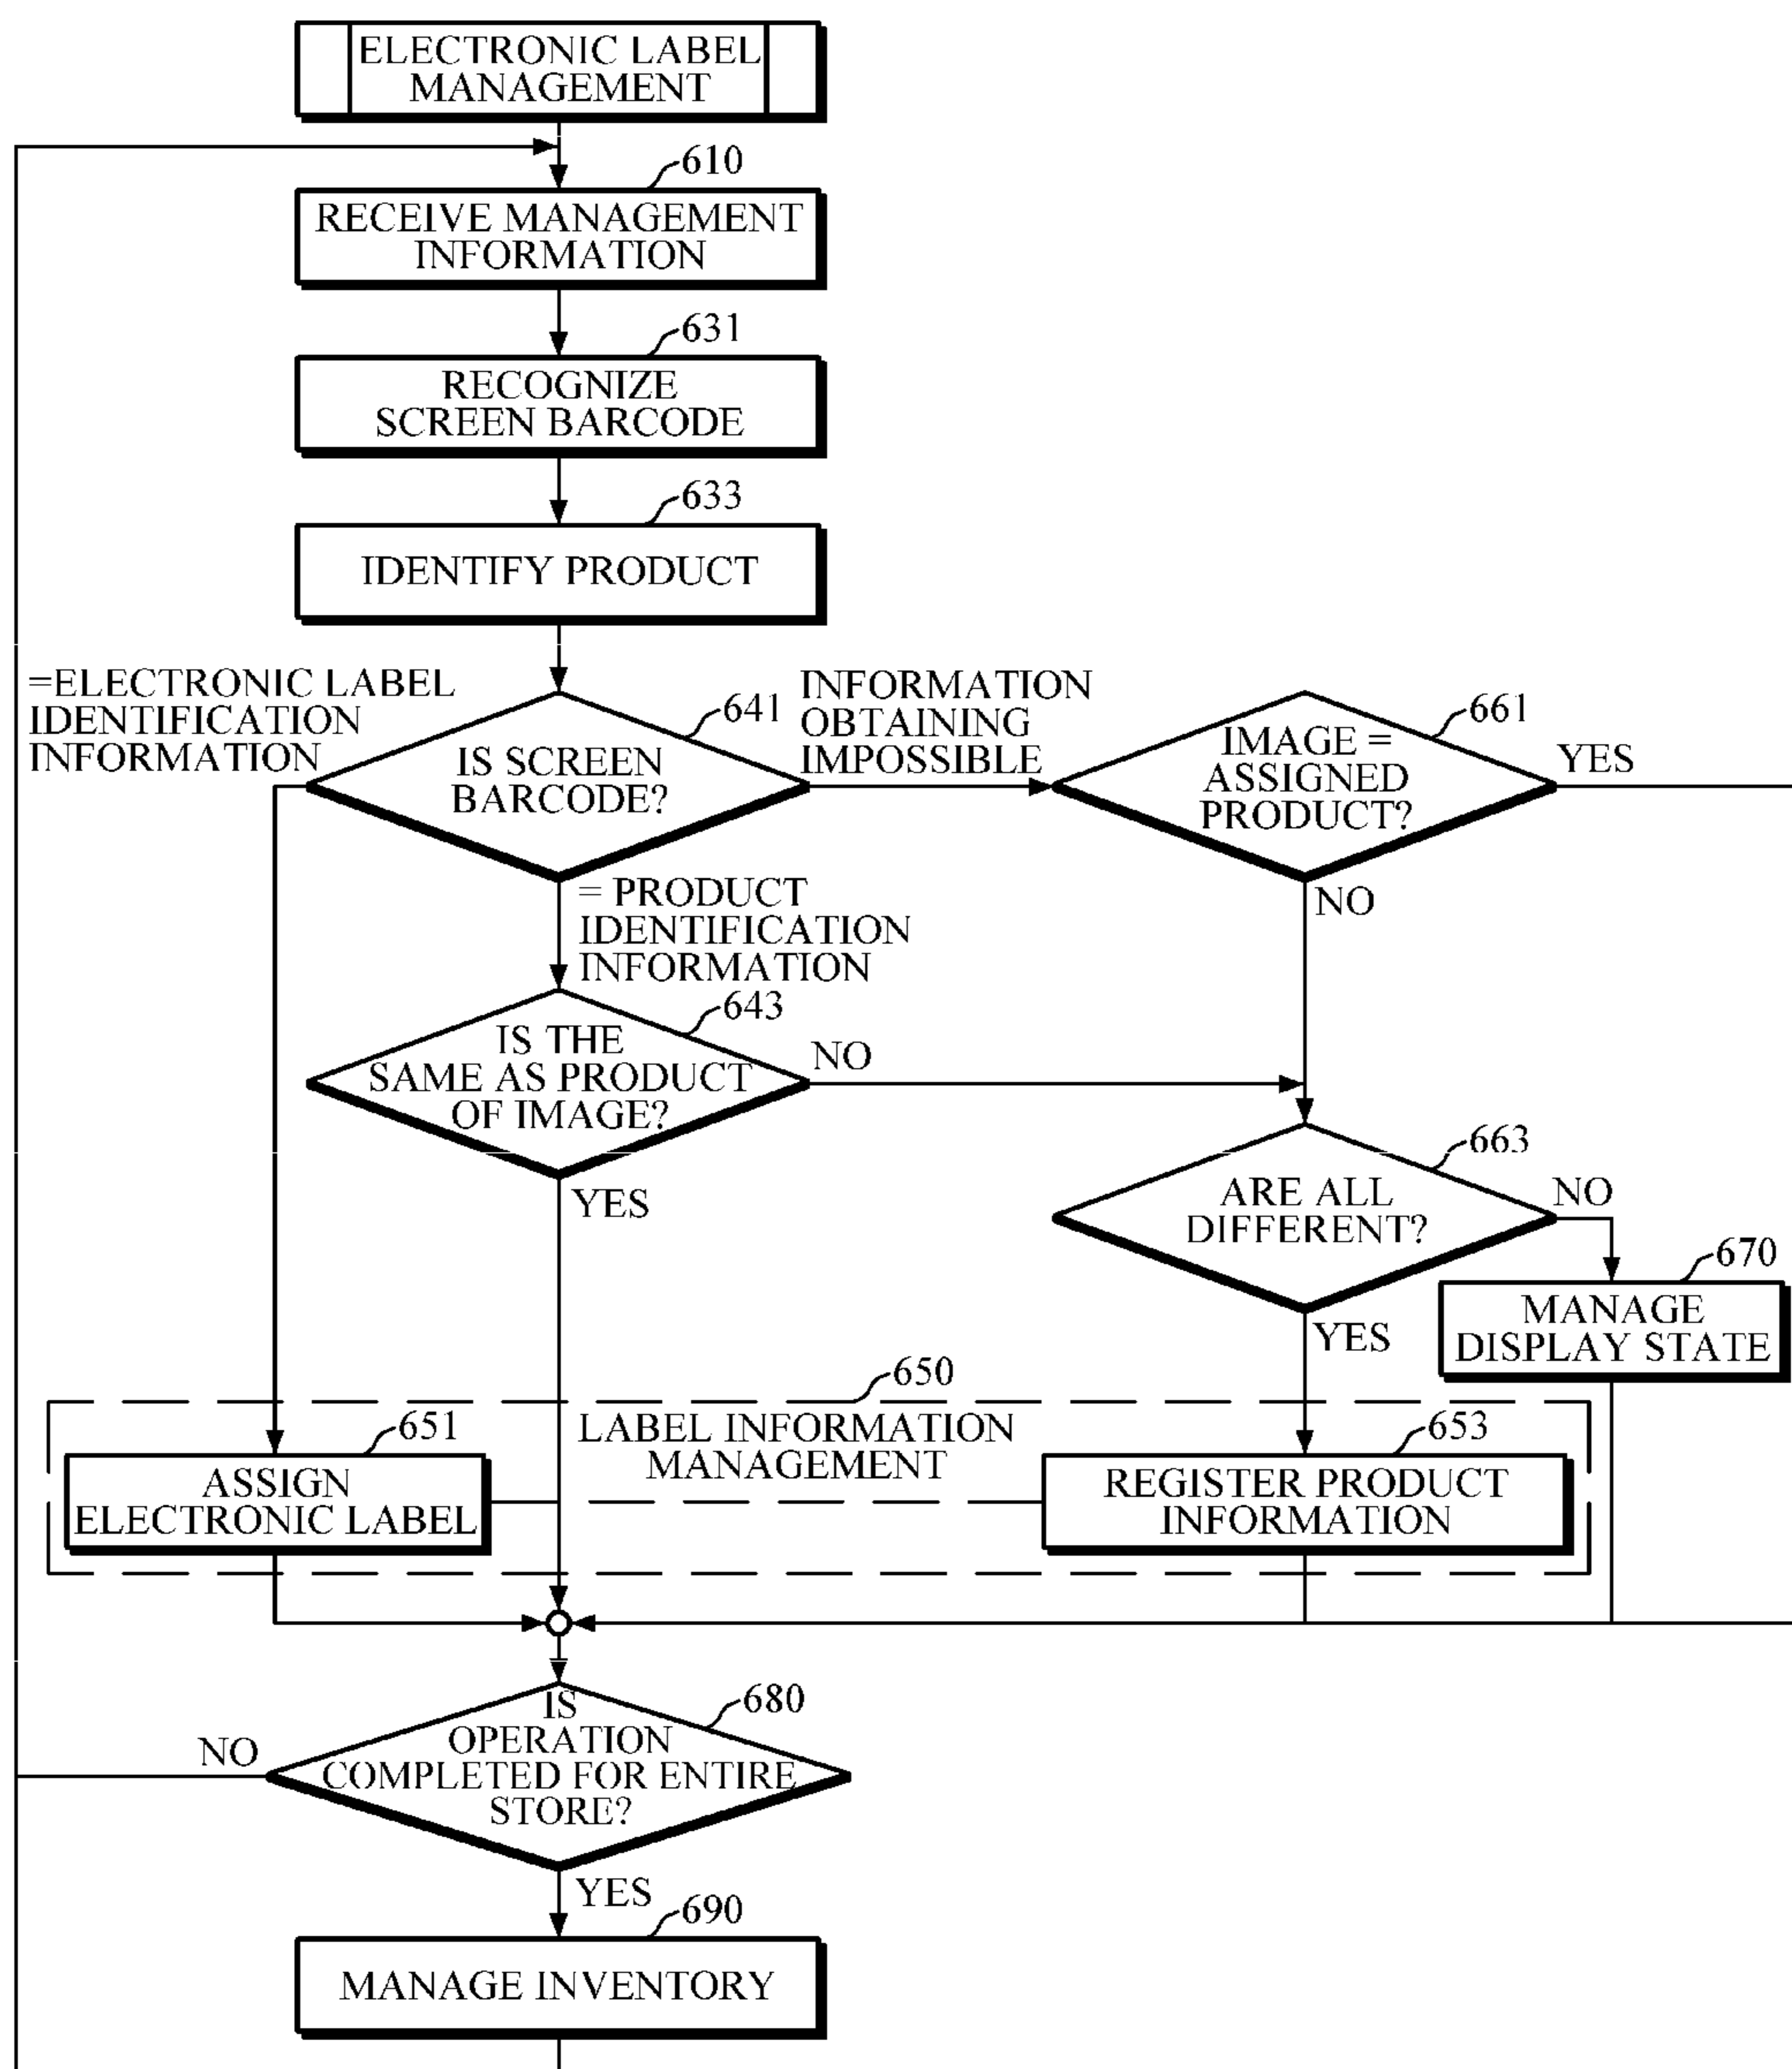 ELECTRONIC LABEL
MANAGEMENT
610
RECEIVE MANAGEMENT
INFORMATION
631
RECOGNIZE
SCREEN BARCODE
633
IDENTIFY PRODUCT
=ELECTRONIC LABEL
IDENTIFICATION
INFORMATION
641
IS SCREEN
BARCODE?
INFORMATION
OBTAINING
IMPOSSIBLE
661
IMAGE =
ASSIGNED
PRODUCT?
YES
NO
= PRODUCT
IDENTIFICATION
INFORMATION
643
IS THE
SAME AS PRODUCT
OF IMAGE?
NO
YES
663
ARE ALL
DIFFERENT?
NO
YES
670
MANAGE
DISPLAY STATE
650
LABEL INFORMATION
MANAGEMENT
651
ASSIGN
ELECTRONIC LABEL
653
REGISTER PRODUCT
INFORMATION
680
IS
OPERATION
COMPLETED FOR ENTIRE
STORE?
NO
YES
690
MANAGE INVENTORY